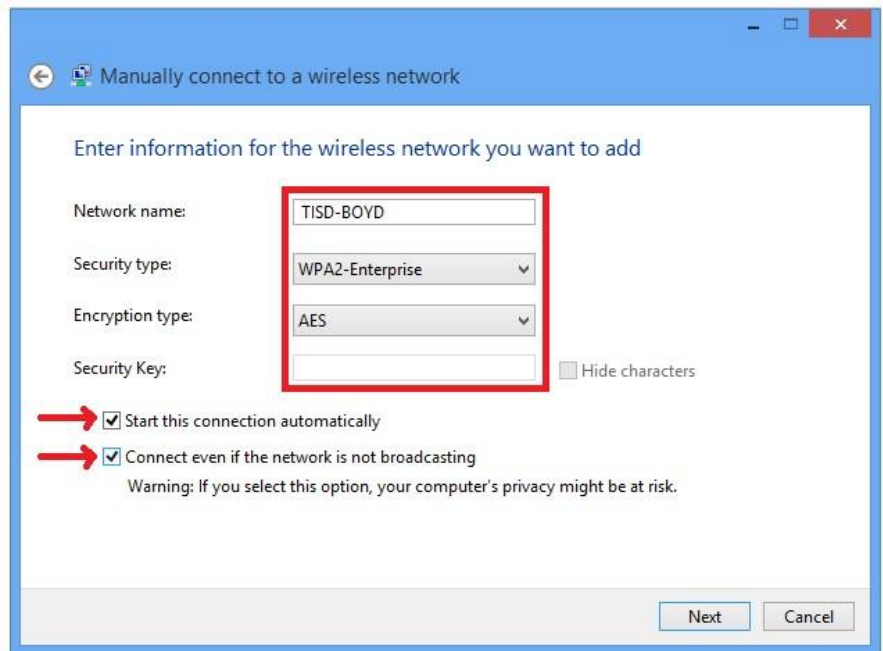 Manually connect to a wireless network
Enter information for the wireless network you want to add
Network name: TISD-BOYD
Security type: WPA2-Enterprise
Encryption type: AES
Security Key: Hide characters
Start this connection automatically
Connect even if the network is not broadcasting
Warning: If you select this option, your computer's privacy might be at risk.
Next Cancel